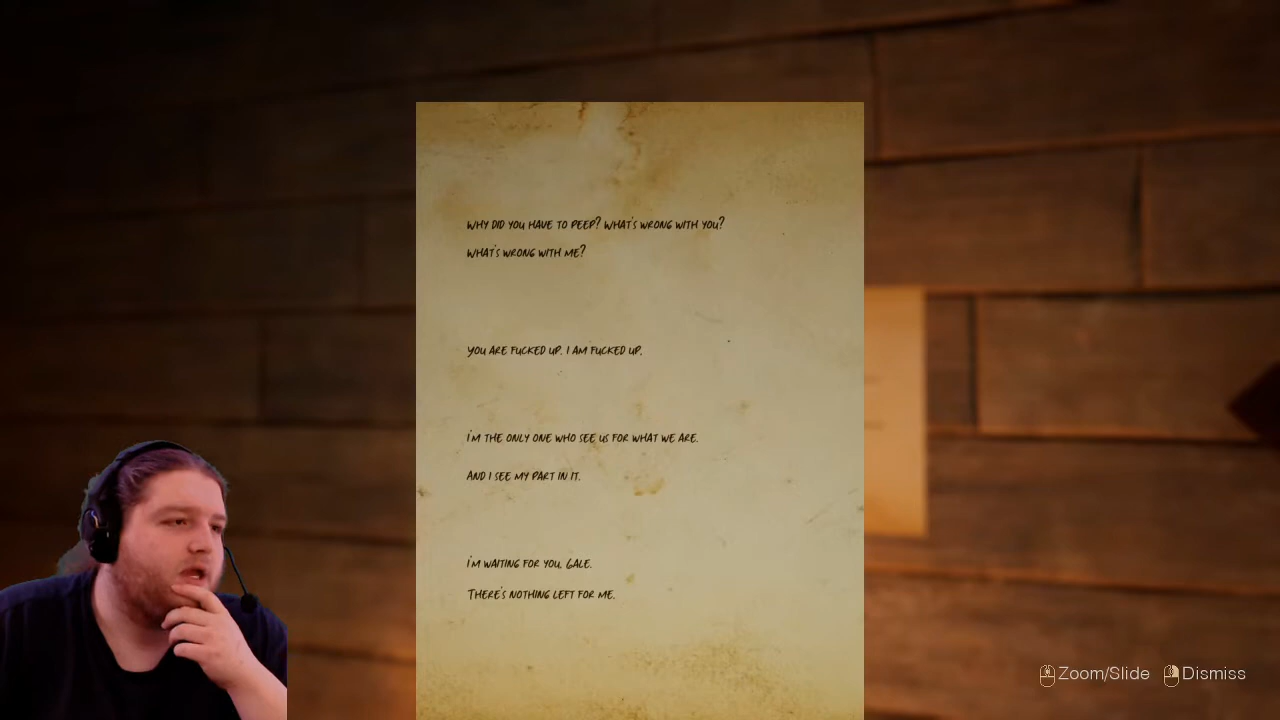 WHY DID YOU HAVE TO PEEP? WHAT'S WRONG WITH YOU?
WHAT'S WRONG WITH ME?
YOU ARE FUCKED UP. I AM FUCKED UP.
I'M THE ONLY ONE WHO SEE US FOR WHAT WE ARE.
AND I SEE MY PART IN IT.
I'M WAITING FOR YOU, GALE.
THERE'S NOTHING LEFT FOR ME.
Zoom/Slide Dismiss